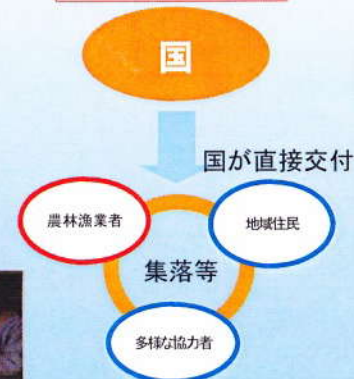 国
国が直接交付
農林漁業者
地域住民
集落等
多様な協力者